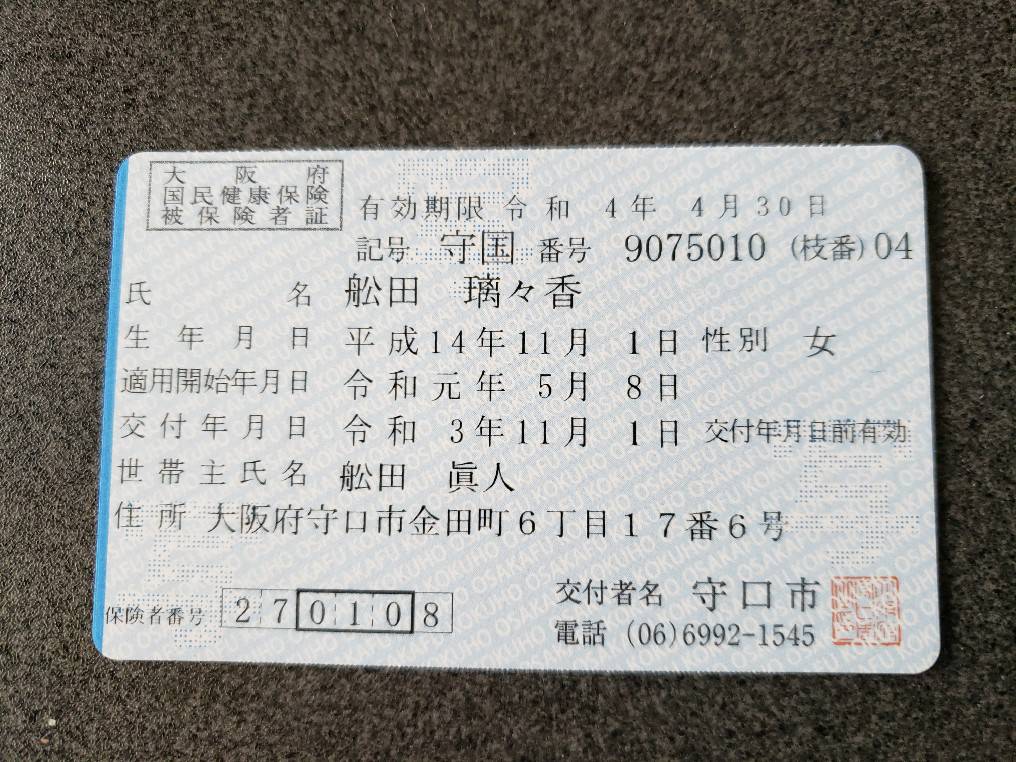 大阪府
国民健康保険
被保険者証
有効期限 令和 4年 4月30日
記号 守国 番号 9075010 (枝番)04
氏名 舩田 璃々香
生年月日 平成14年11月 1日 性別 女
適用開始年月日 令和元年 5月 8日
交付年月日 令和 3年11月 1日 交付年月日前有効
世帯主氏名 舩田 眞人
住所 大阪府守口市金田町6丁目17番6号
保険者番号 270108
交付者名 守口市
電話 (06)6992-1545